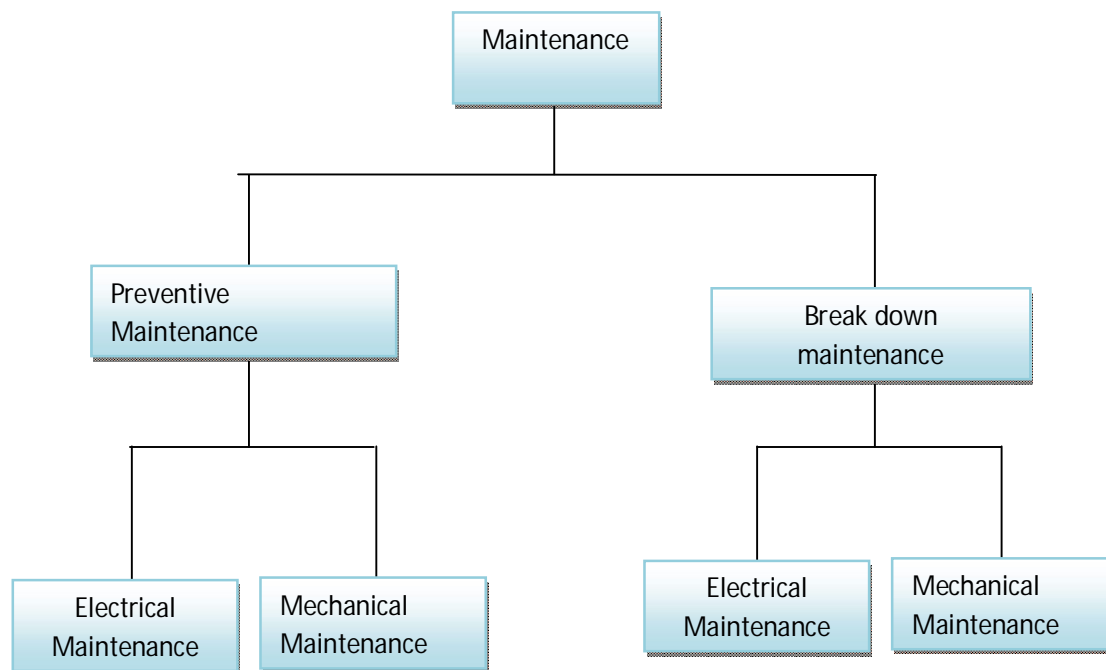 Maintenance
Preventive
Maintenance
Break down
maintenance
Electrical
Maintenance
Mechanical
Maintenance
Electrical
Maintenance
Mechanical
Maintenance